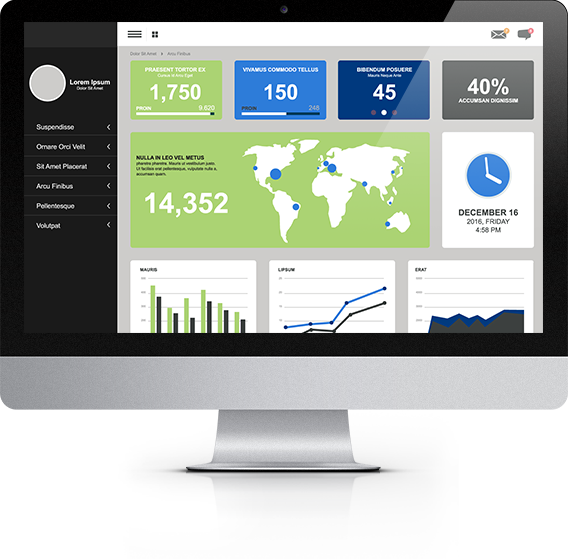 Dolor Sit Amet > Arcu Finibus
Lorem Ipsum
Dolor Sit Amet
Suspendisse
Ornare Orci Velit
Sit Amet Placerat
Arcu Finibus
Pellentesque
Volutpat
PRAESENT TORTOR EX
Cursus id Arcu Eget
1,750
PROIN 9.820
VIVAMUS COMMODO TELLUS
150
PROIN 248
BIBENDUM POSUERE
Mauris Neque Ante
45
40%
ACCUMSAN DIGNISSIM
NULLA IN LEO VEL METUS
pharetra pharetra. Mauris ut vestibulum justo.
Ut facilisis erat pellentesque, vulputate nulla a,
accumsan quam.
14,352
DECEMBER 16
2016, FRIDAY
4:58 PM
MAURIS
LIPSUM
ERAT